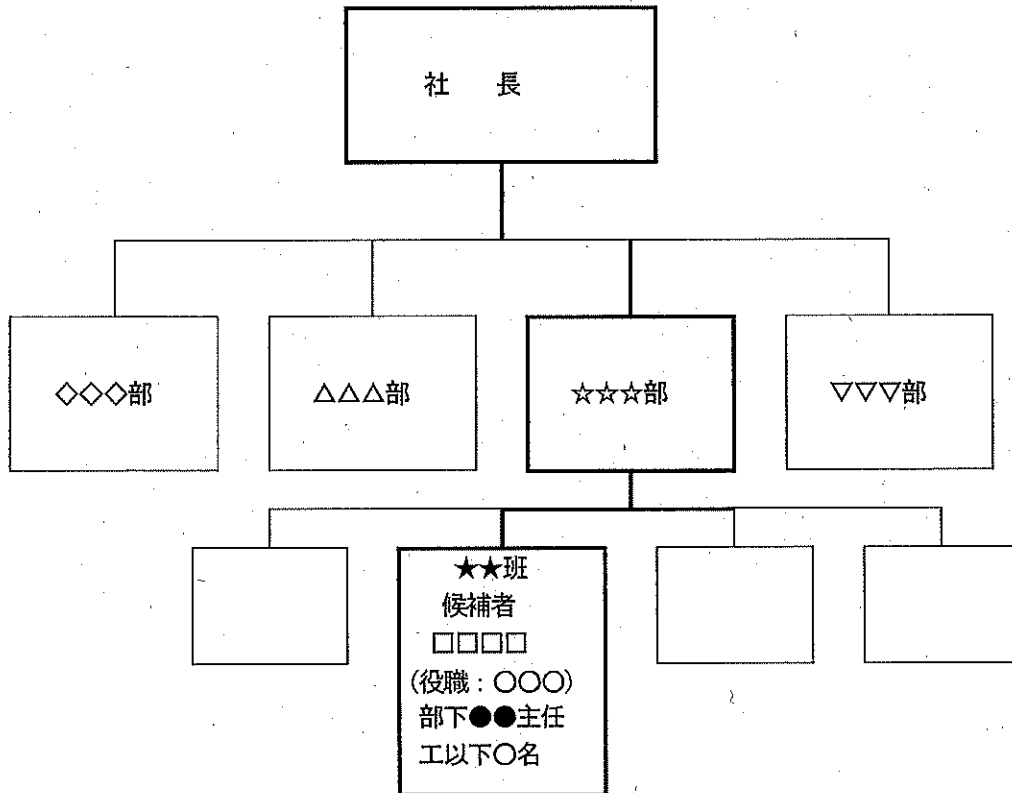 社　長
◇◇◇部
△△△部
☆☆☆部
▽▽▽部
★★班
候補者
□□□□
(役職：○○○)
部下●●主任
工以下○名